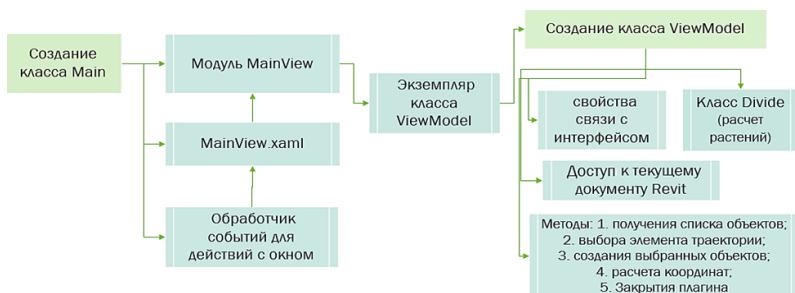 Создание
класса Main
Модуль MainView
MainView.xaml
Обработчик
событий для
действий с окном
Экземпляр
класса
ViewModel
Создание класса ViewModel
свойства
связи с
интерфейсом
Класс Divide
(расчет
растений)
Доступ к текущему
документу Revit
Методы: 1. получения списка объектов;
2. выбора элемента траектории;
3. создания выбранных объектов;
4. расчета координат;
5. Закрытия плагина